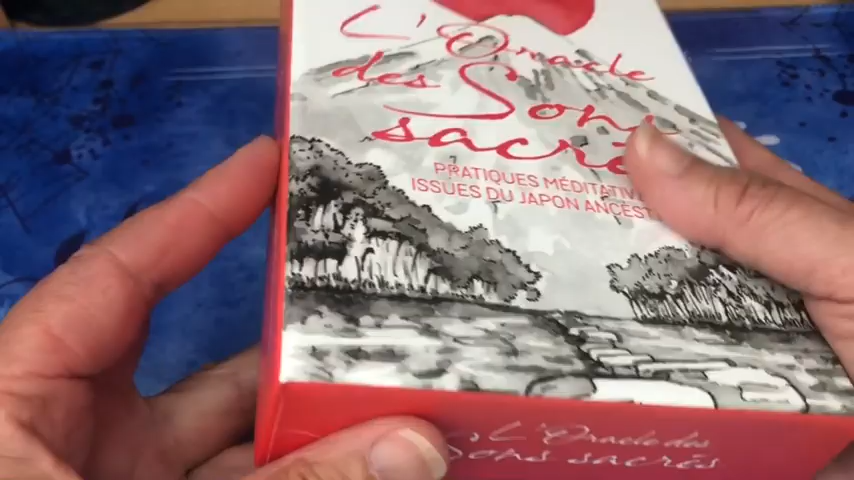 L'Oracle
des Sons
sacrés
PRATIQUES MÉDITATIV
ISSUES DU JAPON ANCEST
L'Oracle des
Sons sacrés